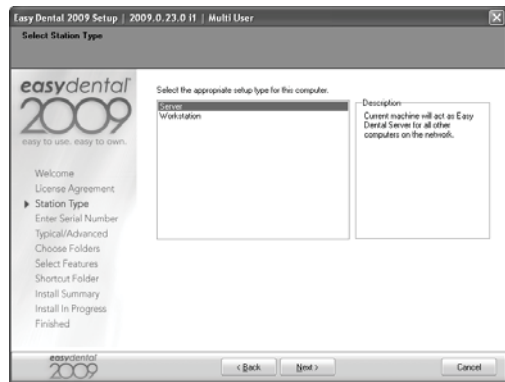 Easy Dental 2009 Setup | 2009.0.23.0 i1 | Multi User
Select Station Type
easydental
2009
easy to use. easy to own.
Welcome
License Agreement
Station Type
Enter Serial Number
Typical/Advanced
Choose Folders
Select Features
Shortcut Folder
Install Summary
Install In Progress
Finished
Select the appropriate setup type for this computer.
Server
Workstation
Description
Current machine will act as Easy
Dental Server for all other
computers on the network.
easydental
2009
< Back
Next >
Cancel